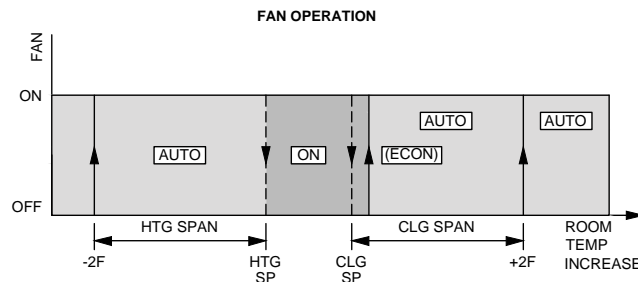 FAN OPERATION
FAN
ON
AUTO
AUTO
AUTO
ON
(ECON)
OFF
HTG SPAN
CLG SPAN
ROOM
TEMP
INCREASE
-2F
HTG
SP
CLG
SP
+2F